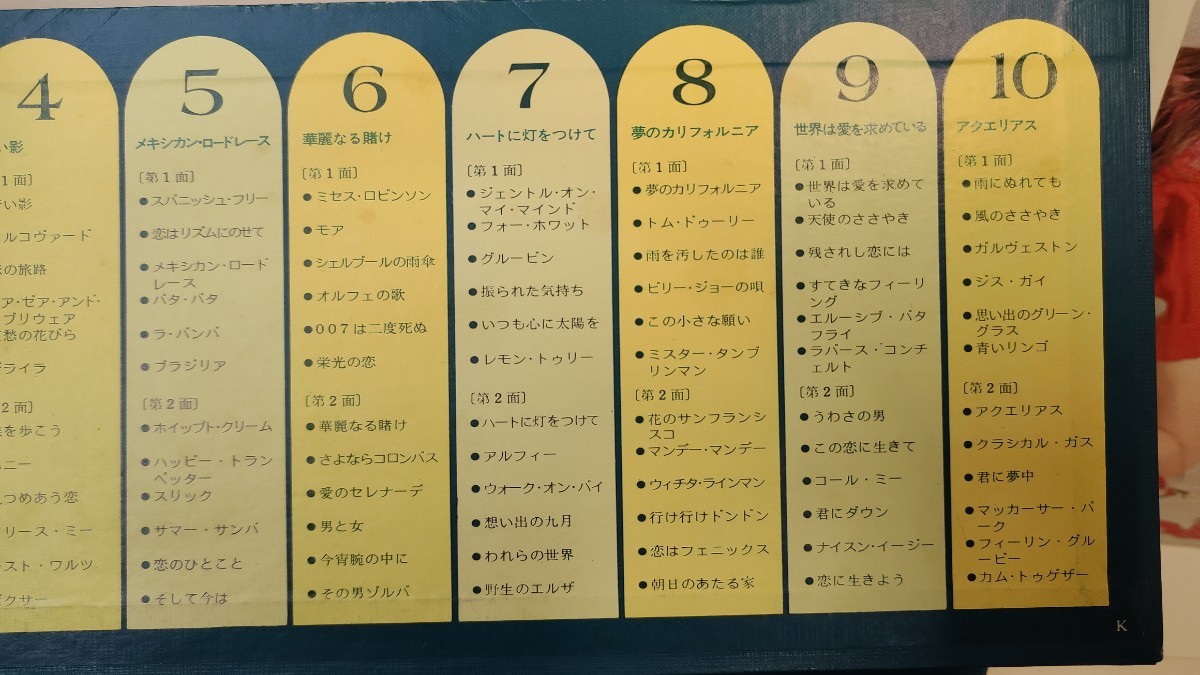 4
い影
1 面〕
い影
ルコヴァード
の旅路
ア・ゼア・アンド・
ブリウェア
愁の花びら
ライラ
2 面〕
を歩こう
ニー
つめあう恋
リース・ミー
スト・ワルツ
クサー
5
メキシカン・ロードレース
〔第1面〕
●スパニッシュ・フリー
●恋はリズムにのせて
●メキシカン・ロード
レース
●バタ・バタ
●ラ・バンバ
●ブラジリア
〔第2面〕
●ホイップト・クリーム
●ハッピー・トラン
ペッター
●スリック
●サマー・サンバ
●恋のひとこと
●そして今は
6
華麗なる賭け
〔第1面〕
●ミセス・ロビンソン
●モア
●シェルブールの雨傘
●オルフェの歌
●007は二度死ぬ
●栄光の恋
〔第2面〕
●華麗なる賭け
●さよならコロンバス
●愛のセレナーデ
●男と女
●今宵腕の中に
●その男ゾルバ
7
ハートに灯をつけて
〔第1面〕
●ジェントル・オン・
マイ・マインド
●フォー・ホワット
●グルービン
●振られた気持ち
●いつも心に太陽を
●レモン・トゥリー
〔第2面〕
●ハートに灯をつけて
●アルフィー
●ウォーク・オン・バイ
●想い出の九月
●われらの世界
●野生のエルザ
8
夢のカリフォルニア
〔第1面〕
●夢のカリフォルニア
●トム・ドゥーリー
●雨を汚したのは誰
●ビリー・ジョーの唄
●この小さな願い
●ミスター・タンブ
リンマン
〔第2面〕
●花のサンフランシ
スコ
●マンデー・マンデー
●ウィチタ・ラインマン
●行け行けドンドン
●恋はフェニックス
●朝日のあたる家
9
世界は愛を求めている
〔第1面〕
●世界は愛を求めて
いる
●天使のささやき
●残されし恋には
●すてきなフィーリ
ング
●エルーシブ・バタ
フライ
●ラバース・コンチ
ェルト
〔第2面〕
●うわさの男
●この恋に生きて
●コール・ミー
●君にダウン
●ナイスン・イージー
●恋に生きよう
10
アクエリアス
〔第1面〕
●雨にぬれても
●風のささやき
●ガルヴェストン
●ジス・ガイ
●思い出のグリーン・
グラス
●青いリンゴ
〔第2面〕
●アクエリアス
●クラシカル・ガス
●君に夢中
●マッカーサー・パ
ーク
●フィーリン・グル
ービー
●カム・トゥゲザー
K